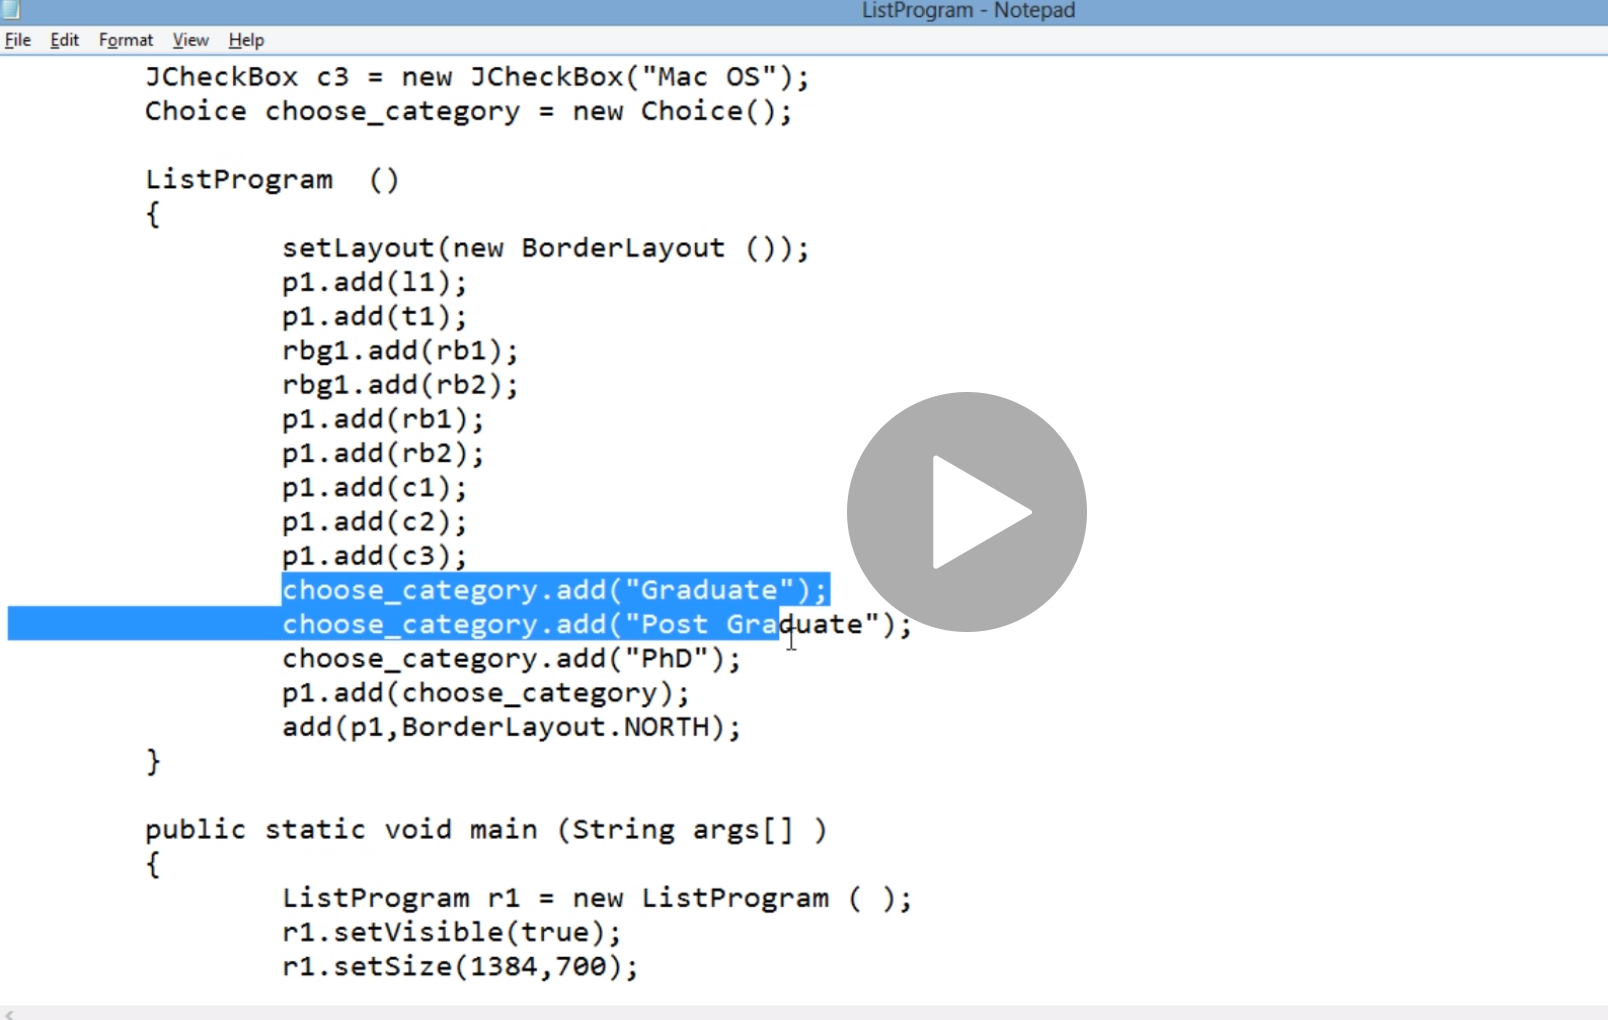 ListProgram - Notepad
File Edit Format View Help
JCheckBox c3 = new JCheckBox("Mac OS");
Choice choose_category = new Choice();
ListProgram  ()
{
setLayout(new BorderLayout ());
p1.add(l1);
p1.add(t1);
rbg1.add(rb1);
rbg1.add(rb2);
p1.add(rb1);
p1.add(rb2);
p1.add(c1);
p1.add(c2);
p1.add(c3);
choose_category.add("Graduate");
choose_category.add("Post Graduate");
choose_category.add("PhD");
p1.add(choose_category);
add(p1,BorderLayout.NORTH);
}
public static void main (String args[] )
{
ListProgram r1 = new ListProgram ( );
r1.setVisible(true);
r1.setSize(1384,700);